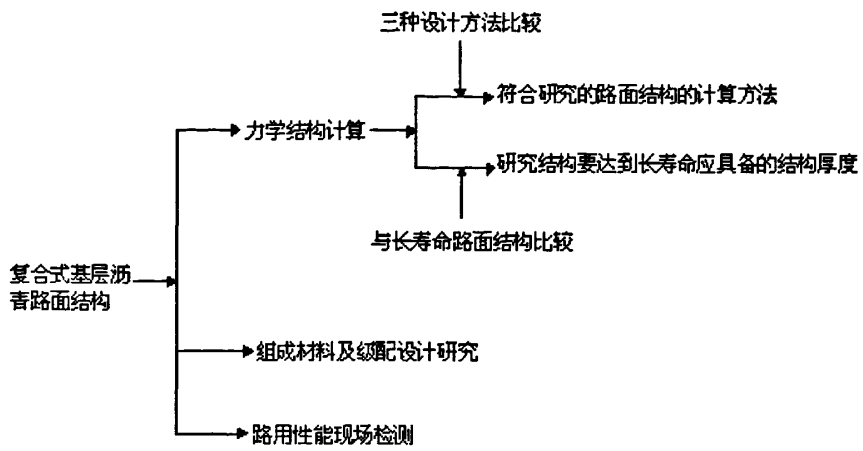 三种设计方法比较
符合研究的路面结构的计算方法
力学结构计算
研究结构要达到长寿命应具备的结构厚度
与长寿命路面结构比较
复合式基层沥
青路面结构
组成材料及级配设计研究
路用性能现场检测